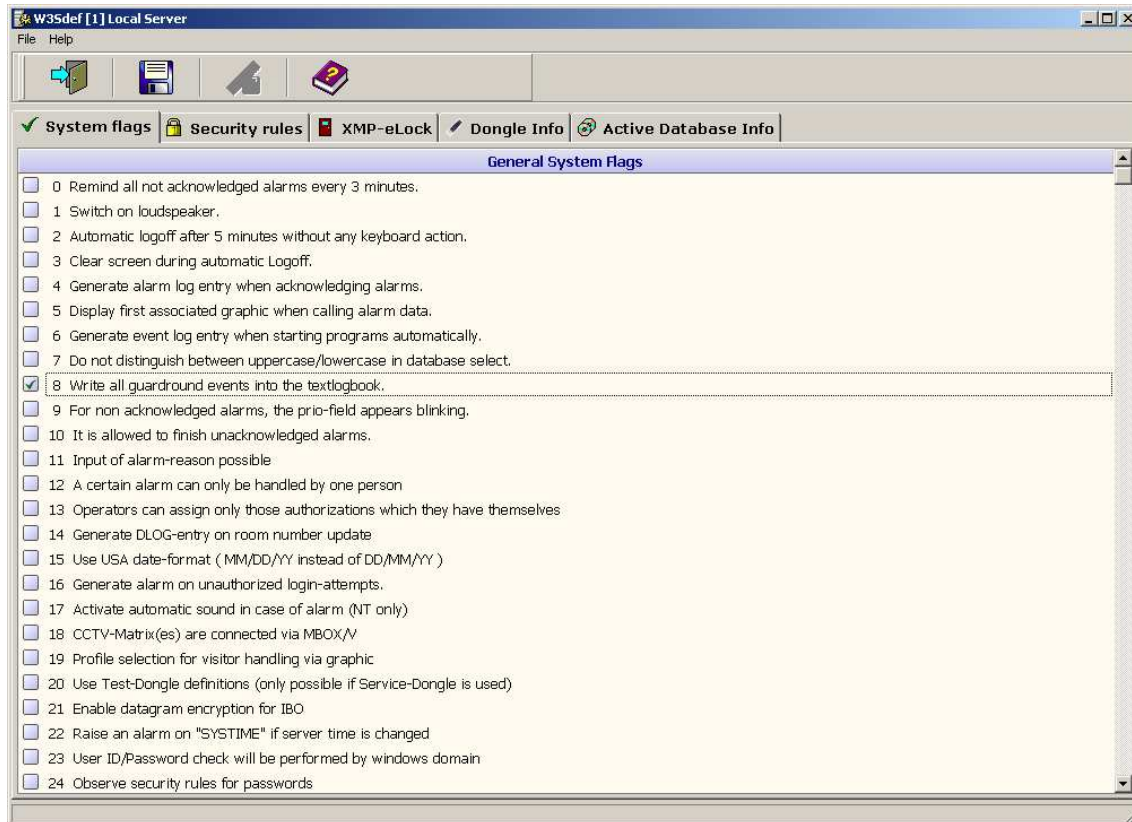 W3Sdef [1] Local Server
File Help
System flags Security rules XMP-eLock Dongle Info Active Database Info
General System Flags
0 Remind all not acknowledged alarms every 3 minutes.
1 Switch on loudspeaker.
2 Automatic logoff after 5 minutes without any keyboard action.
3 Clear screen during automatic Logoff.
4 Generate alarm log entry when acknowledging alarms.
5 Display first associated graphic when calling alarm data.
6 Generate event log entry when starting programs automatically.
7 Do not distinguish between uppercase/lowercase in database select.
8 Write all guardround events into the textlogbook.
9 For non acknowledged alarms, the prio-field appears blinking.
10 It is allowed to finish unacknowledged alarms.
11 Input of alarm-reason possible
12 A certain alarm can only be handled by one person
13 Operators can assign only those authorizations which they have themselves
14 Generate DLOG-entry on room number update
15 Use USA date-format ( MM/DD/YY instead of DD/MM/YY )
16 Generate alarm on unauthorized login-attempts.
17 Activate automatic sound in case of alarm (NT only)
18 CCTV-Matrix(es) are connected via MBOX/V
19 Profile selection for visitor handling via graphic
20 Use Test-Dongle definitions (only possible if Service-Dongle is used)
21 Enable datagram encryption for IBO
22 Raise an alarm on "SYSTIME" if server time is changed
23 User ID/Password check will be performed by windows domain
24 Observe security rules for passwords